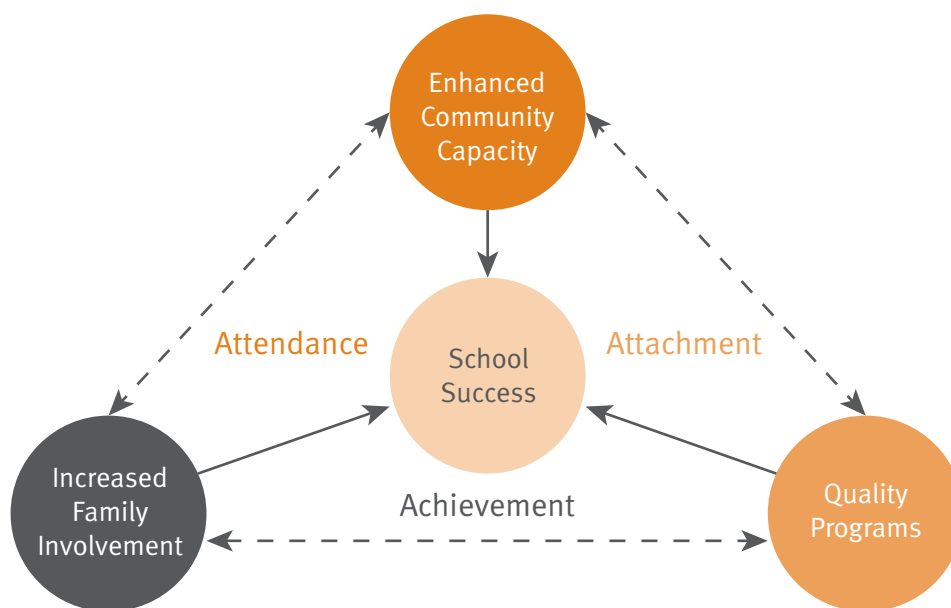 Enhanced
Community
Capacity
Attendance
Attachment
School
Success
Increased
Family
Involvement
Achievement
Quality
Programs